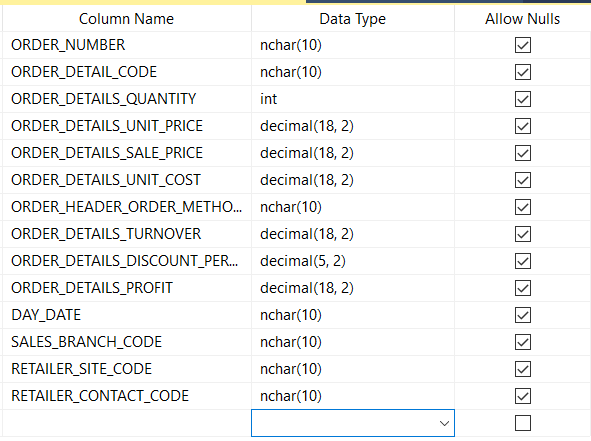 Column Name Data Type Allow Nulls
ORDER_NUMBER nchar(10)
ORDER_DETAIL_CODE nchar(10)
ORDER_DETAILS_QUANTITY int
ORDER_DETAILS_UNIT_PRICE decimal(18, 2)
ORDER_DETAILS_SALE_PRICE decimal(18, 2)
ORDER_DETAILS_UNIT_COST decimal(18, 2)
ORDER_HEADER_ORDER_METHO... nchar(10)
ORDER_DETAILS_TURNOVER decimal(18, 2)
ORDER_DETAILS_DISCOUNT_PER... decimal(5, 2)
ORDER_DETAILS_PROFIT decimal(18, 2)
DAY_DATE nchar(10)
SALES_BRANCH_CODE nchar(10)
RETAILER_SITE_CODE nchar(10)
RETAILER_CONTACT_CODE nchar(10)